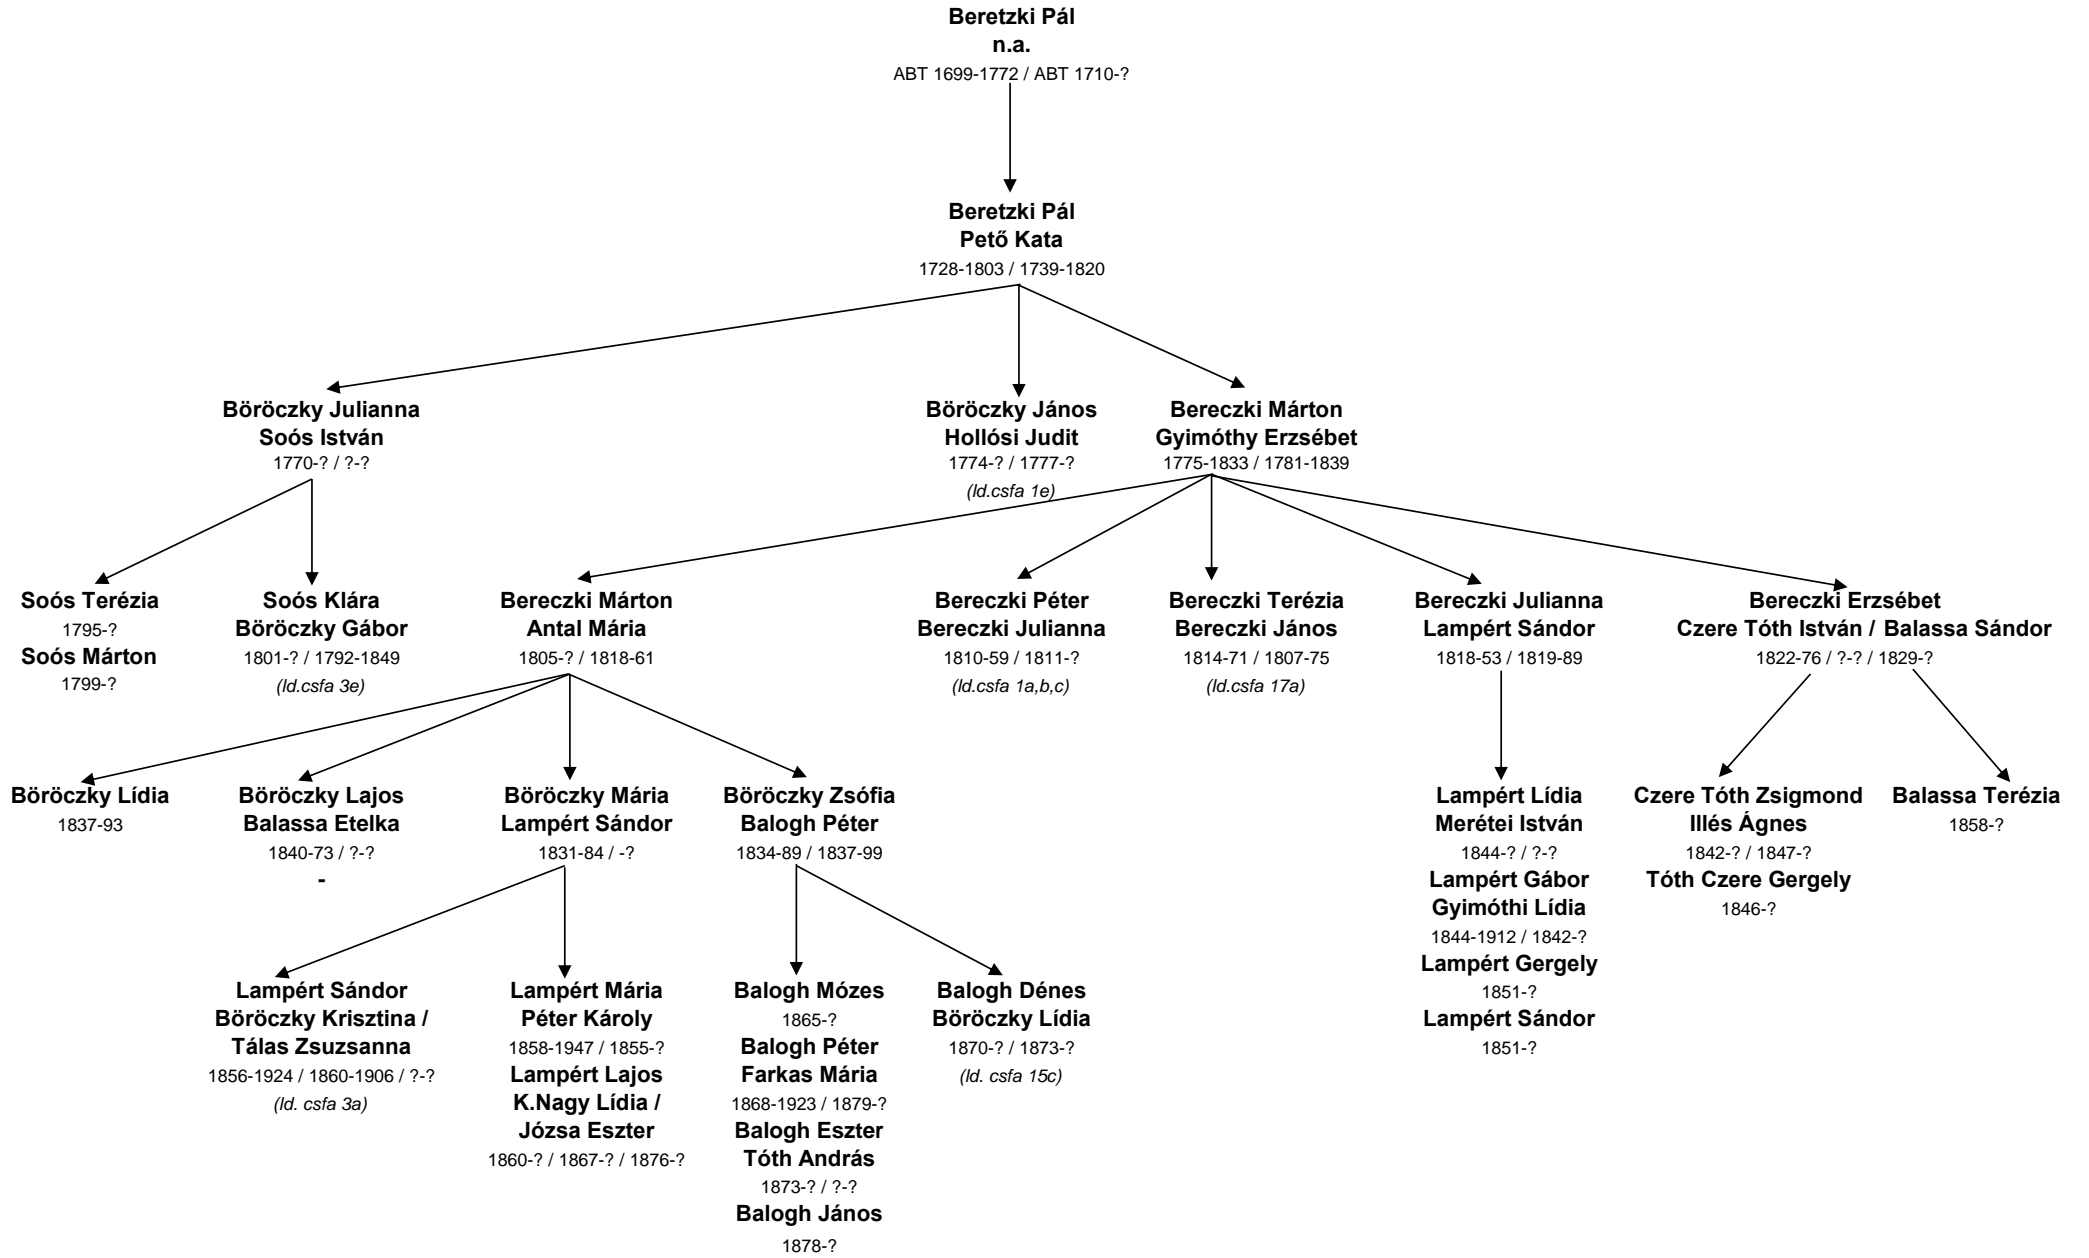 Beretzki Pál
n.a.
ABT 1699-1772 / ABT 1710-?
Beretzki Pál
Pető Kata
1728-1803 / 1739-1820
Böröczky Julianna
Soós István
1770-? / ?-?
Böröczky János
Hollósi Judit
1774-? / 1777-?
(ld.csfa 1e)
Bereczki Márton
Gyimóthy Erzsébet
1775-1833 / 1781-1839
Soós Terézia
1795-?
Soós Márton
1799-?
Soós Klára
Böröczky Gábor
1801-? / 1792-1849
(ld.csfa 3e)
Bereczki Márton
Antal Mária
1805-? / 1818-61
Bereczki Péter
Bereczki Julianna
1810-59 / 1811-?
(ld.csfa 1a,b,c)
Bereczki Terézia
Bereczki János
1814-71 / 1807-75
(ld.csfa 17a)
Bereczki Julianna
Lampért Sándor
1818-53 / 1819-89
Bereczki Erzsébet
Czere Tóth István / Balassa Sándor
1822-76 / ?-? / 1829-?
Böröczky Lídia
1837-93
Böröczky Lajos
Balassa Etelka
1840-73 / ?-?
-
Böröczky Mária
Lampért Sándor
1831-84 / -?
Böröczky Zsófia
Balogh Péter
1834-89 / 1837-99
Lampért Lídia
Merétei István
1844-? / ?-?
Lampért Gábor
Gyimóthi Lídia
1844-1912 / 1842-?
Lampért Gergely
1851-?
Lampért Sándor
1851-?
Czere Tóth Zsigmond
Illés Ágnes
1842-? / 1847-?
Tóth Czere Gergely
1846-?
Balassa Terézia
1858-?
Lampért Sándor
Böröczky Krisztina /
Tálas Zsuzsanna
1856-1924 / 1860-1906 / ?-?
(ld. csfa 3a)
Lampért Mária
Péter Károly
1858-1947 / 1855-?
Lampért Lajos
K.Nagy Lídia /
Józsa Eszter
1860-? / 1867-? / 1876-?
Balogh Mózes
1865-?
Balogh Péter
Farkas Mária
1868-1923 / 1879-?
Balogh Eszter
Tóth András
1873-? / ?-?
Balogh János
1878-?
Balogh Dénes
Böröczky Lídia
1870-? / 1873-?
(ld. csfa 15c)